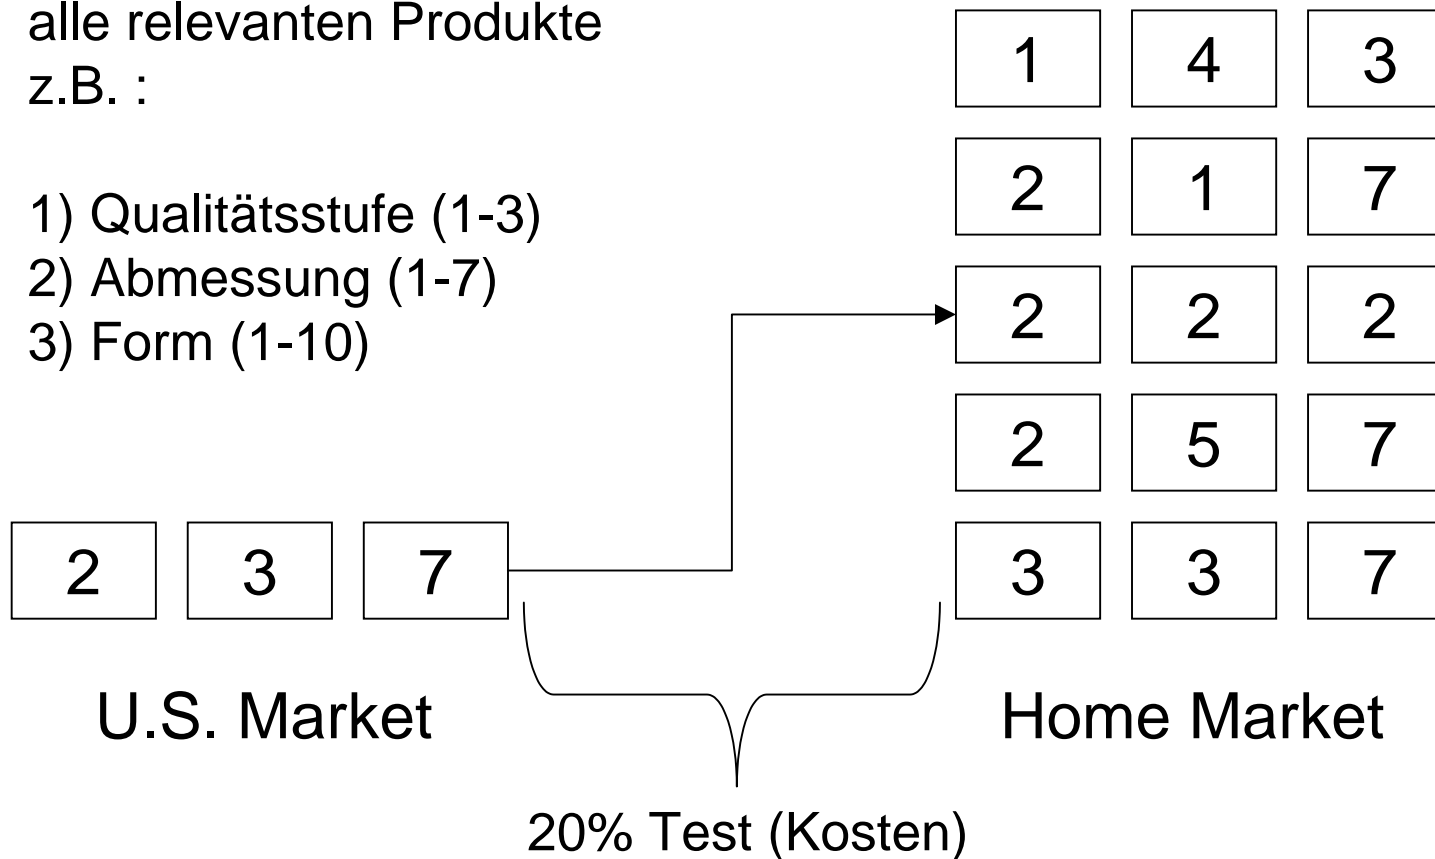 alle relevanten Produkte
z.B. :
1) Qualitätsstufe (1-3)
2) Abmessung (1-7)
3) Form (1-10)
1 4 3
2 1 7
2 2 2
2 5 7
2 3 7
3 3 7
U.S. Market
Home Market
20% Test (Kosten)